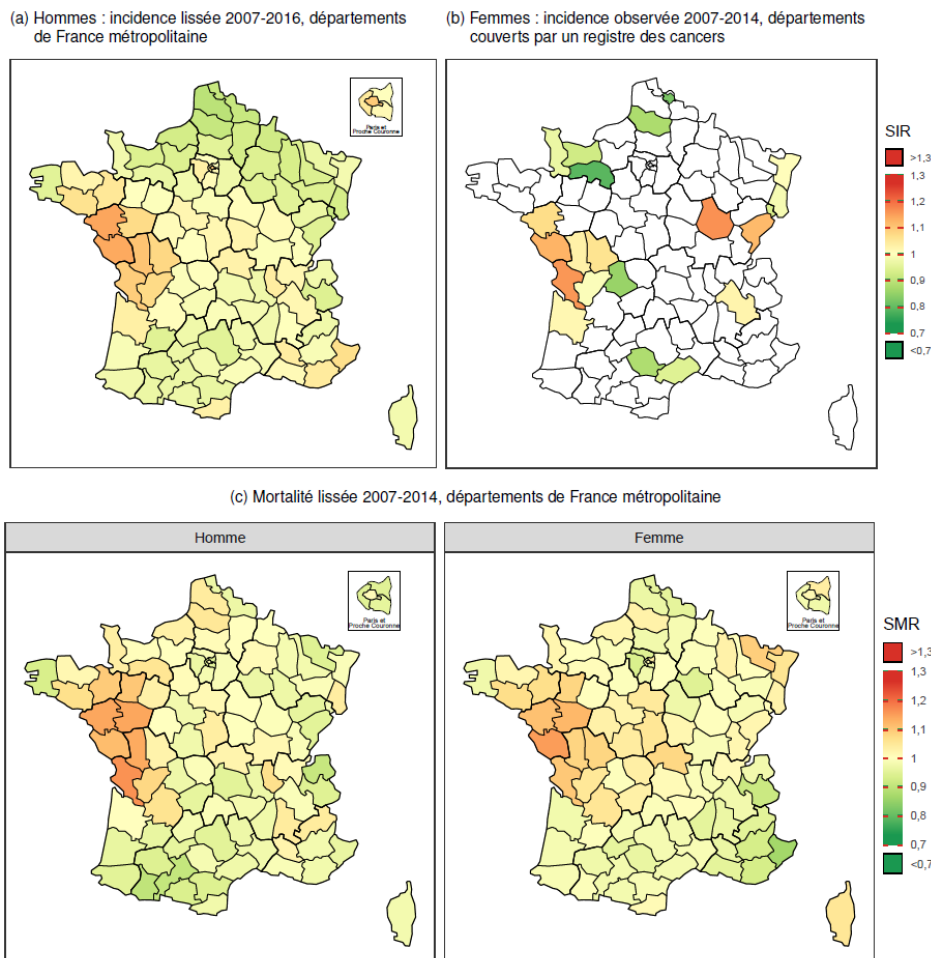 (a) Hommes : incidence lissée 2007-2016, départements
de France métropolitaine
(b) Femmes : incidence observée 2007-2014, départements
couverts par un registre des cancers
Paris et
Proche Couronne
SIR
>1,3
1,3
1,2
1,1
1
0,9
0,8
0,7
<0,7
(c) Mortalité lissée 2007-2014, départements de France métropolitaine
Homme
Femme
Paris et
Proche Couronne
Paris et
Proche Couronne
SMR
>1,3
1,3
1,2
1,1
1
0,9
0,8
0,7
<0,7